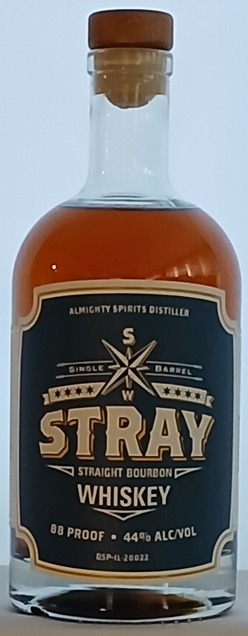 ALMIGHTY SPIRITS DISTILLER
S
SINGLE BARREL
W
STRAY
STRAIGHT BOURBON
WHISKEY
88 PROOF • 44% ALC/VOL
DSP-IL-20022